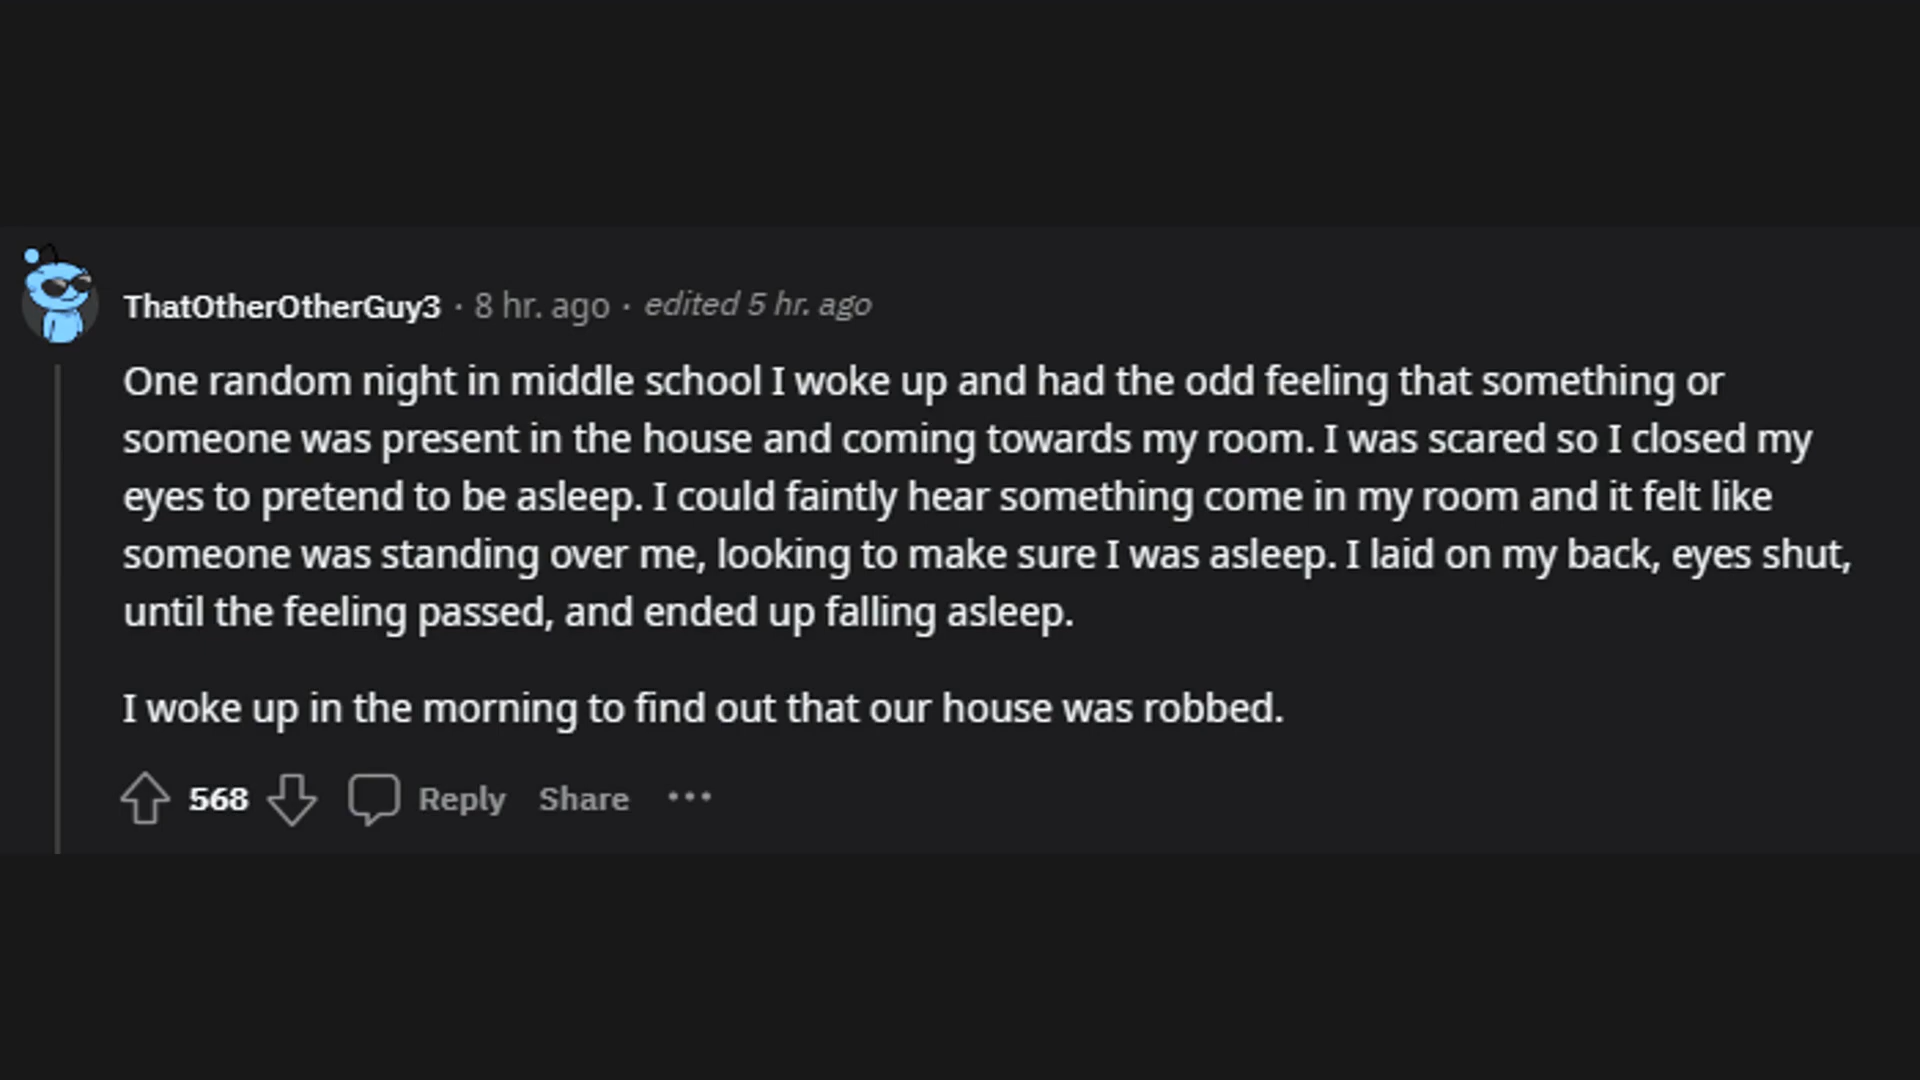 ThatOtherOtherGuy3 · 8 hr. ago · edited 5 hr. ago
One random night in middle school I woke up and had the odd feeling that something or
someone was present in the house and coming towards my room. I was scared so I closed my
eyes to pretend to be asleep. I could faintly hear something come in my room and it felt like
someone was standing over me, looking to make sure I was asleep. I laid on my back, eyes shut,
until the feeling passed, and ended up falling asleep.
I woke up in the morning to find out that our house was robbed.
568 Reply Share ···